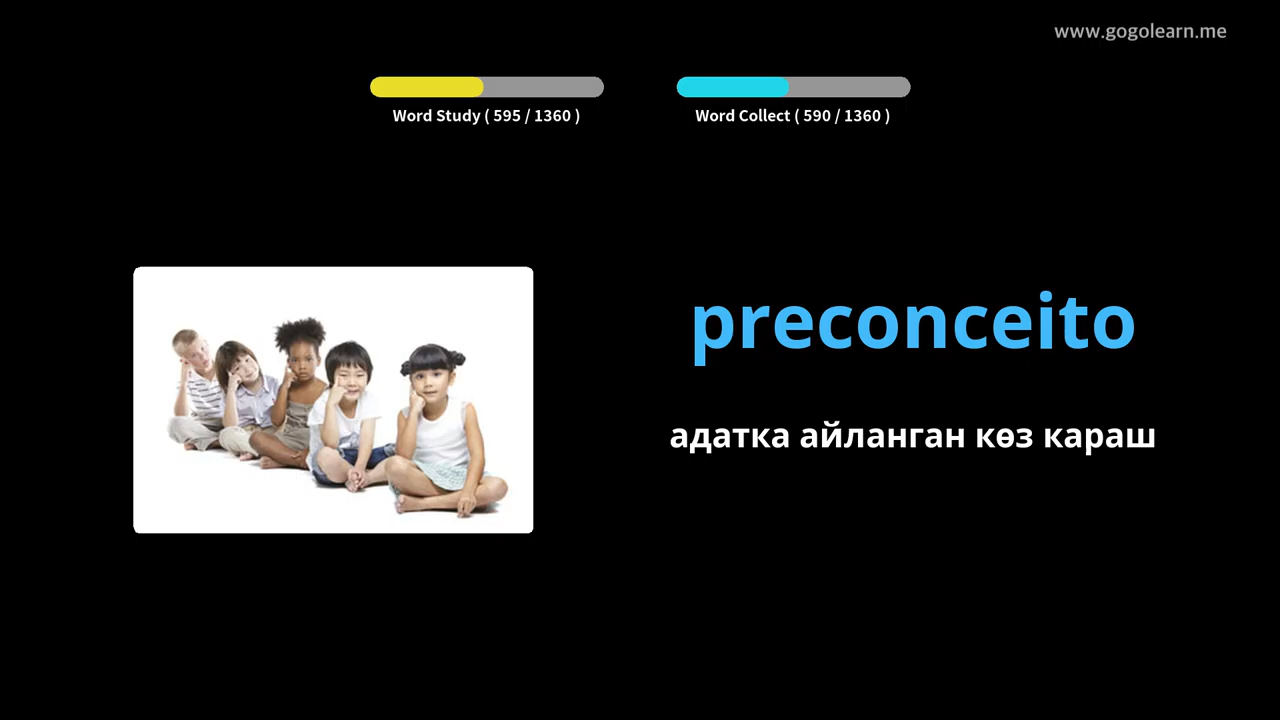 www.gogolearn.me
Word Study ( 595 / 1360 )
Word Collect ( 590 / 1360 )
preconceito
адатка айланган көз караш